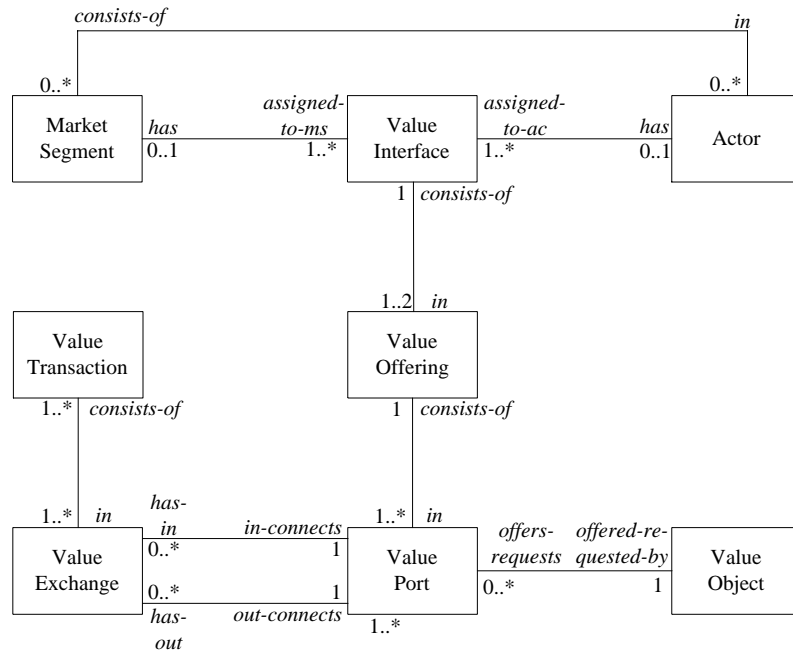 consists-of
in
0..*
0..*
Market
Segment
has
0..1
assigned-
to-ms
1..*
Value
Interface
assigned-
to-ac
1..*
has
0..1
Actor
1
consists-of
1..2
in
Value
Transaction
Value
Offering
1..*
consists-of
1
consists-of
1..*
in
has-
in
0..*
in-connects
1
1..*
in
Value
Exchange
Value
Port
offers-
requests
0..*
offered-re-
quested-by
1
Value
Object
0..*
has-
out
1
out-connects
1..*